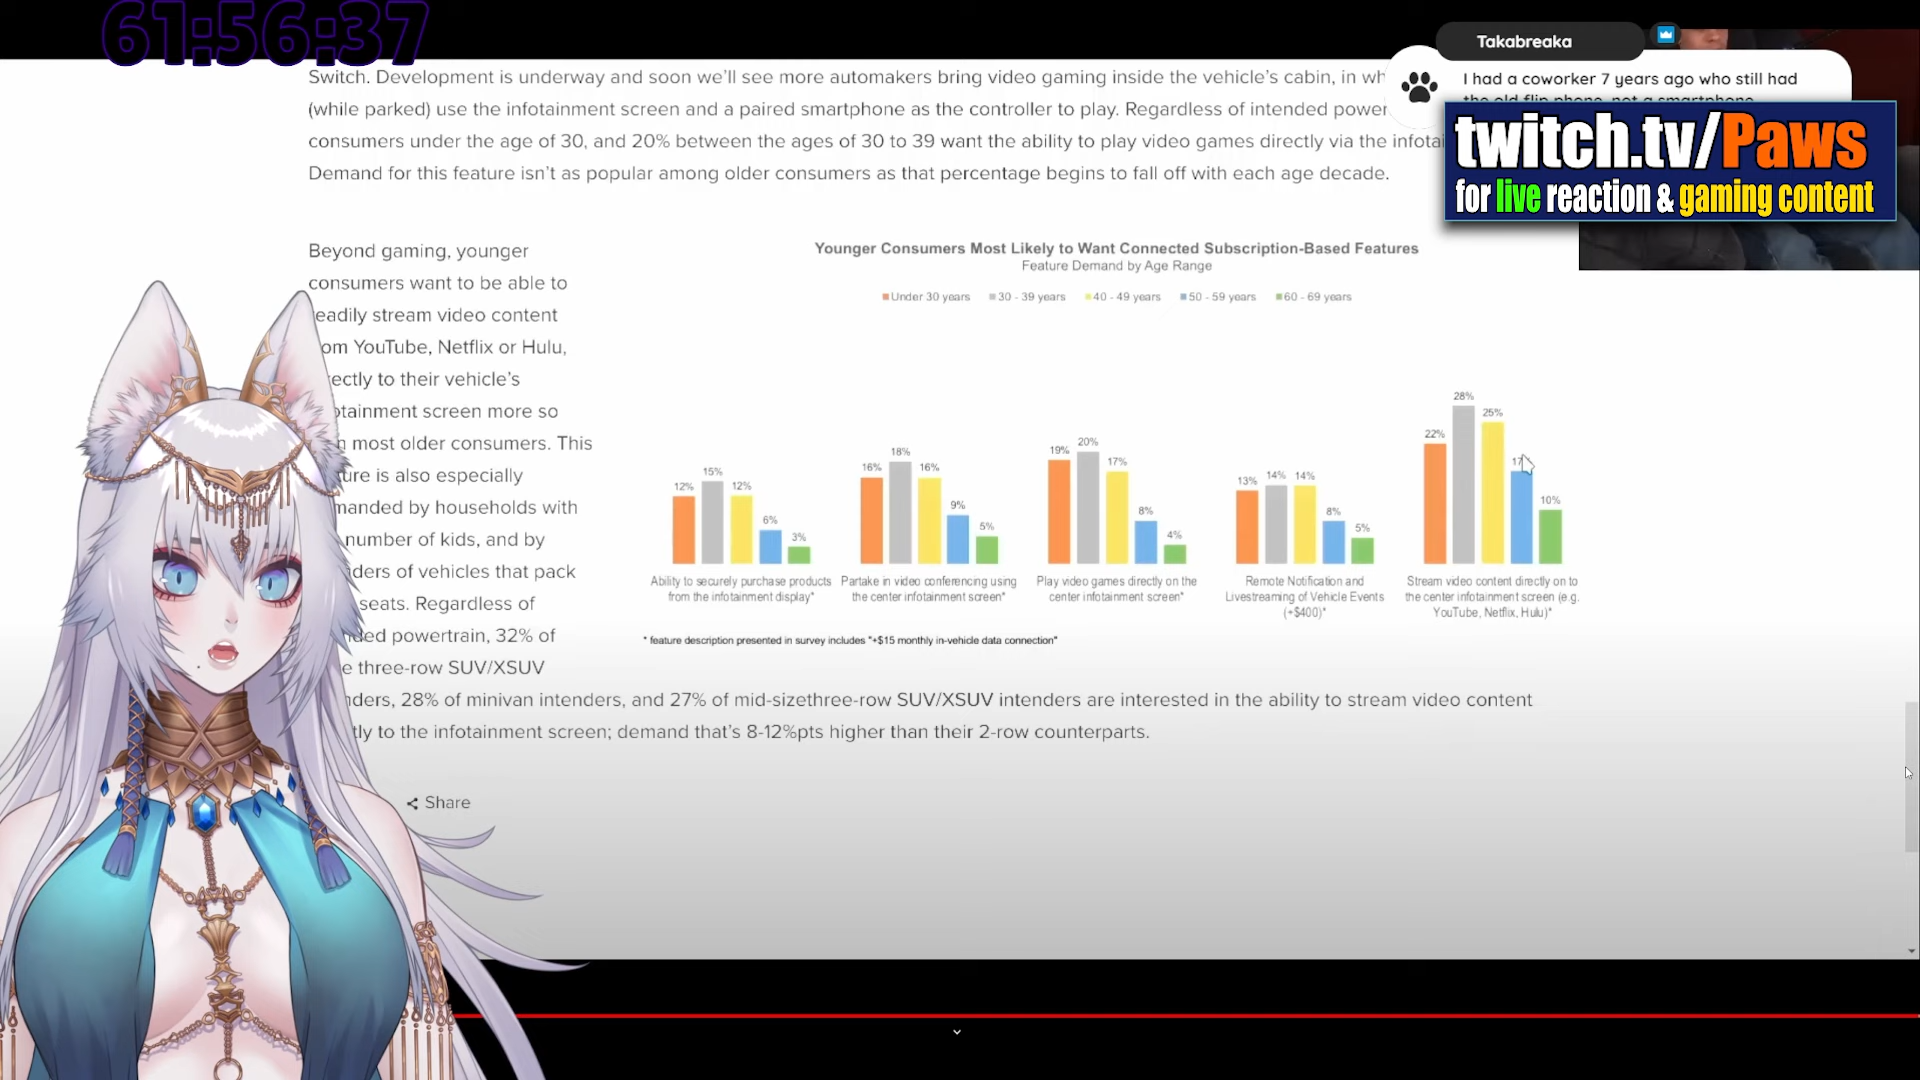 61:56:37
Switch. Development is underway and soon we'll see more automakers bring video gaming inside the vehicle's cabin, in
(while parked) use the infotainment screen and a paired smartphone as the controller to play. Regardless of intended
consumers under the age of 30, and 20% between the ages of 30 to 39 want the ability to play video games directly via the
Demand for this feature isn't as popular among older consumers as that percentage begins to fall off with each age decade.
Takabreaka
I had a coworker 7 years ago who still had
the old flip phone, not a smartphone
twitch.tv/Paws
for live reaction & gaming content
Beyond gaming, younger
consumers want to be able to
stream video content
YouTube, Netflix or Hulu,
to their vehicle's
screen more so
most older consumers. This
is also especially
by households with
number of kids, and by
of vehicles that pack
seats. Regardless of
powertrain, 32% of
three-row SUV/XSUV
28% of minivan intenders, and 27% of mid-sizethree-row SUV/XSUV intenders are interested in the ability to stream video content
to the infotainment screen; demand that's 8-12%pts higher than their 2-row counterparts.
Younger Consumers Most Likely to Want Connected Subscription-Based Features
Feature Demand by Age Range
Under 30 years 30 - 39 years 40 - 49 years 50 - 59 years 60 - 69 years
12% 15% 12% 6% 3%
Ability to securely purchase products
from the infotainment display*
16% 18% 16% 9% 5%
Partake in video conferencing using
the center infotainment screen*
19% 20% 17% 8% 4%
Play video games directly on the
center infotainment screen*
13% 14% 14% 8% 5%
Remote Notification and
Livestreaming of Vehicle Events
(+$400)*
22% 28% 25% 17 10%
Stream video content directly on to
the center infotainment screen (e.g.
YouTube, Netflix, Hulu)*
* feature description presented in survey includes "+$15 monthly in-vehicle data connection"
Share